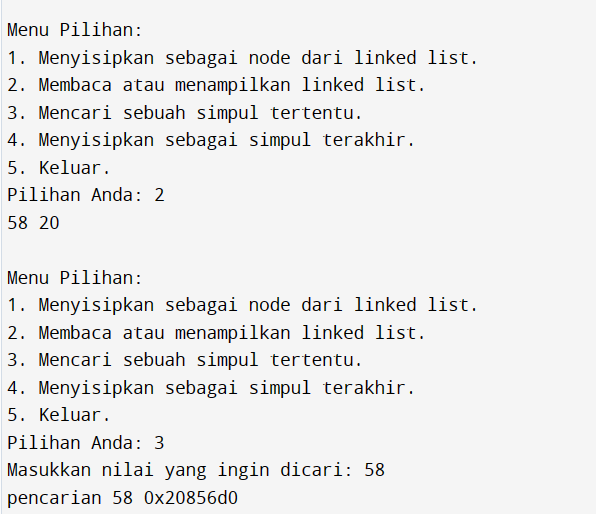 Menu Pilihan:
1. Menyisipkan sebagai node dari linked list.
2. Membaca atau menampilkan linked list.
3. Mencari sebuah simpul tertentu.
4. Menyisipkan sebagai simpul terakhir.
5. Keluar.
Pilihan Anda: 2
58 20
Menu Pilihan:
1. Menyisipkan sebagai node dari linked list.
2. Membaca atau menampilkan linked list.
3. Mencari sebuah simpul tertentu.
4. Menyisipkan sebagai simpul terakhir.
5. Keluar.
Pilihan Anda: 3
Masukkan nilai yang ingin dicari: 58
pencarian 58 0x20856d0